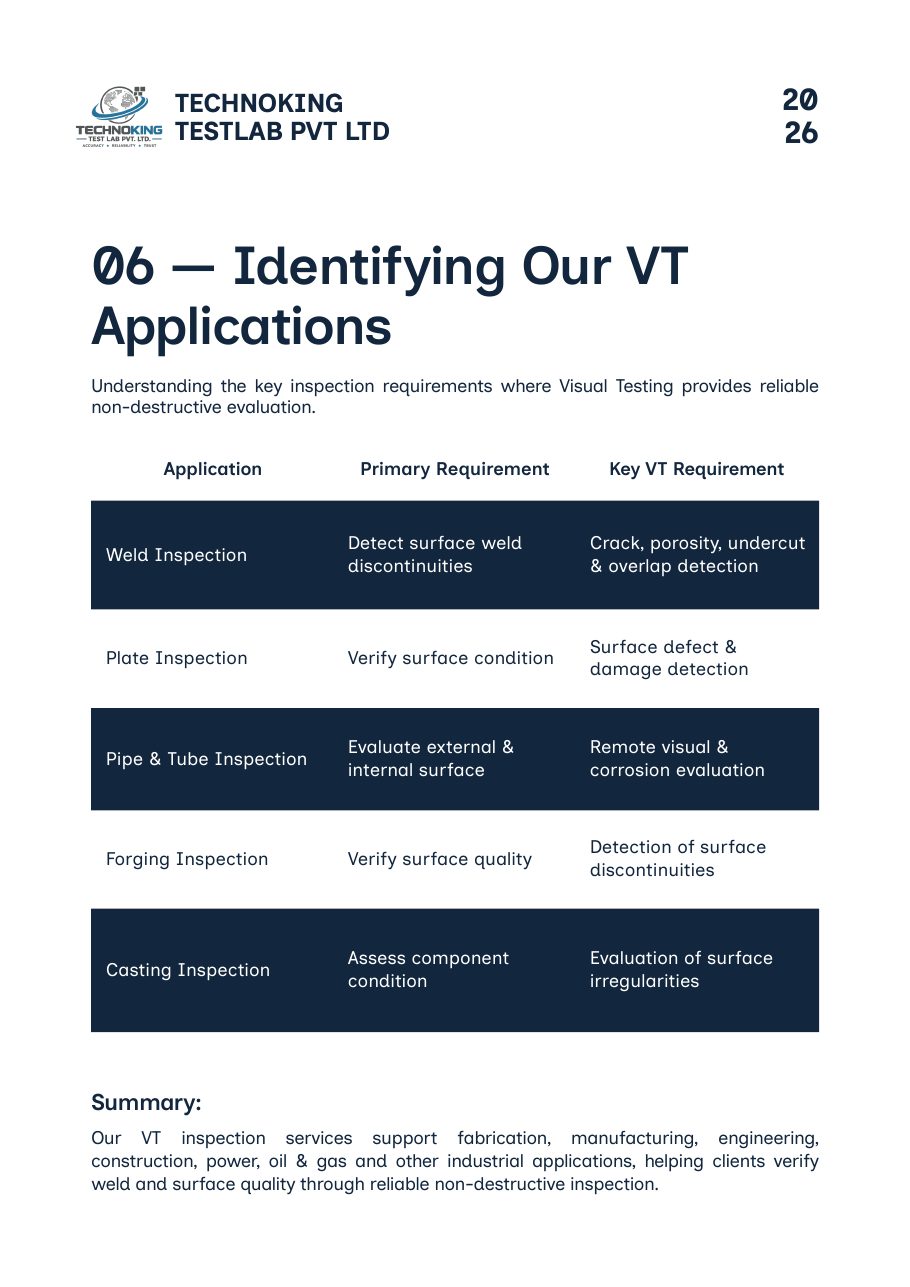 TECHNOKING
TEST LAB PVT. LTD.
ACCURACY • RELIABILITY • TRUST
TECHNOKING
TESTLAB PVT LTD
20
26
06 — Identifying Our VT
Applications
Understanding the key inspection requirements where Visual Testing provides reliable
non-destructive evaluation.
Application Primary Requirement Key VT Requirement
Weld Inspection
Detect surface weld
discontinuities
Crack, porosity, undercut
& overlap detection
Plate Inspection
Verify surface condition
Surface defect &
damage detection
Pipe & Tube Inspection
Evaluate external &
internal surface
Remote visual &
corrosion evaluation
Forging Inspection
Verify surface quality
Detection of surface
discontinuities
Casting Inspection
Assess component
condition
Evaluation of surface
irregularities
Summary:
Our VT inspection services support fabrication, manufacturing, engineering,
construction, power, oil & gas and other industrial applications, helping clients verify
weld and surface quality through reliable non-destructive inspection.